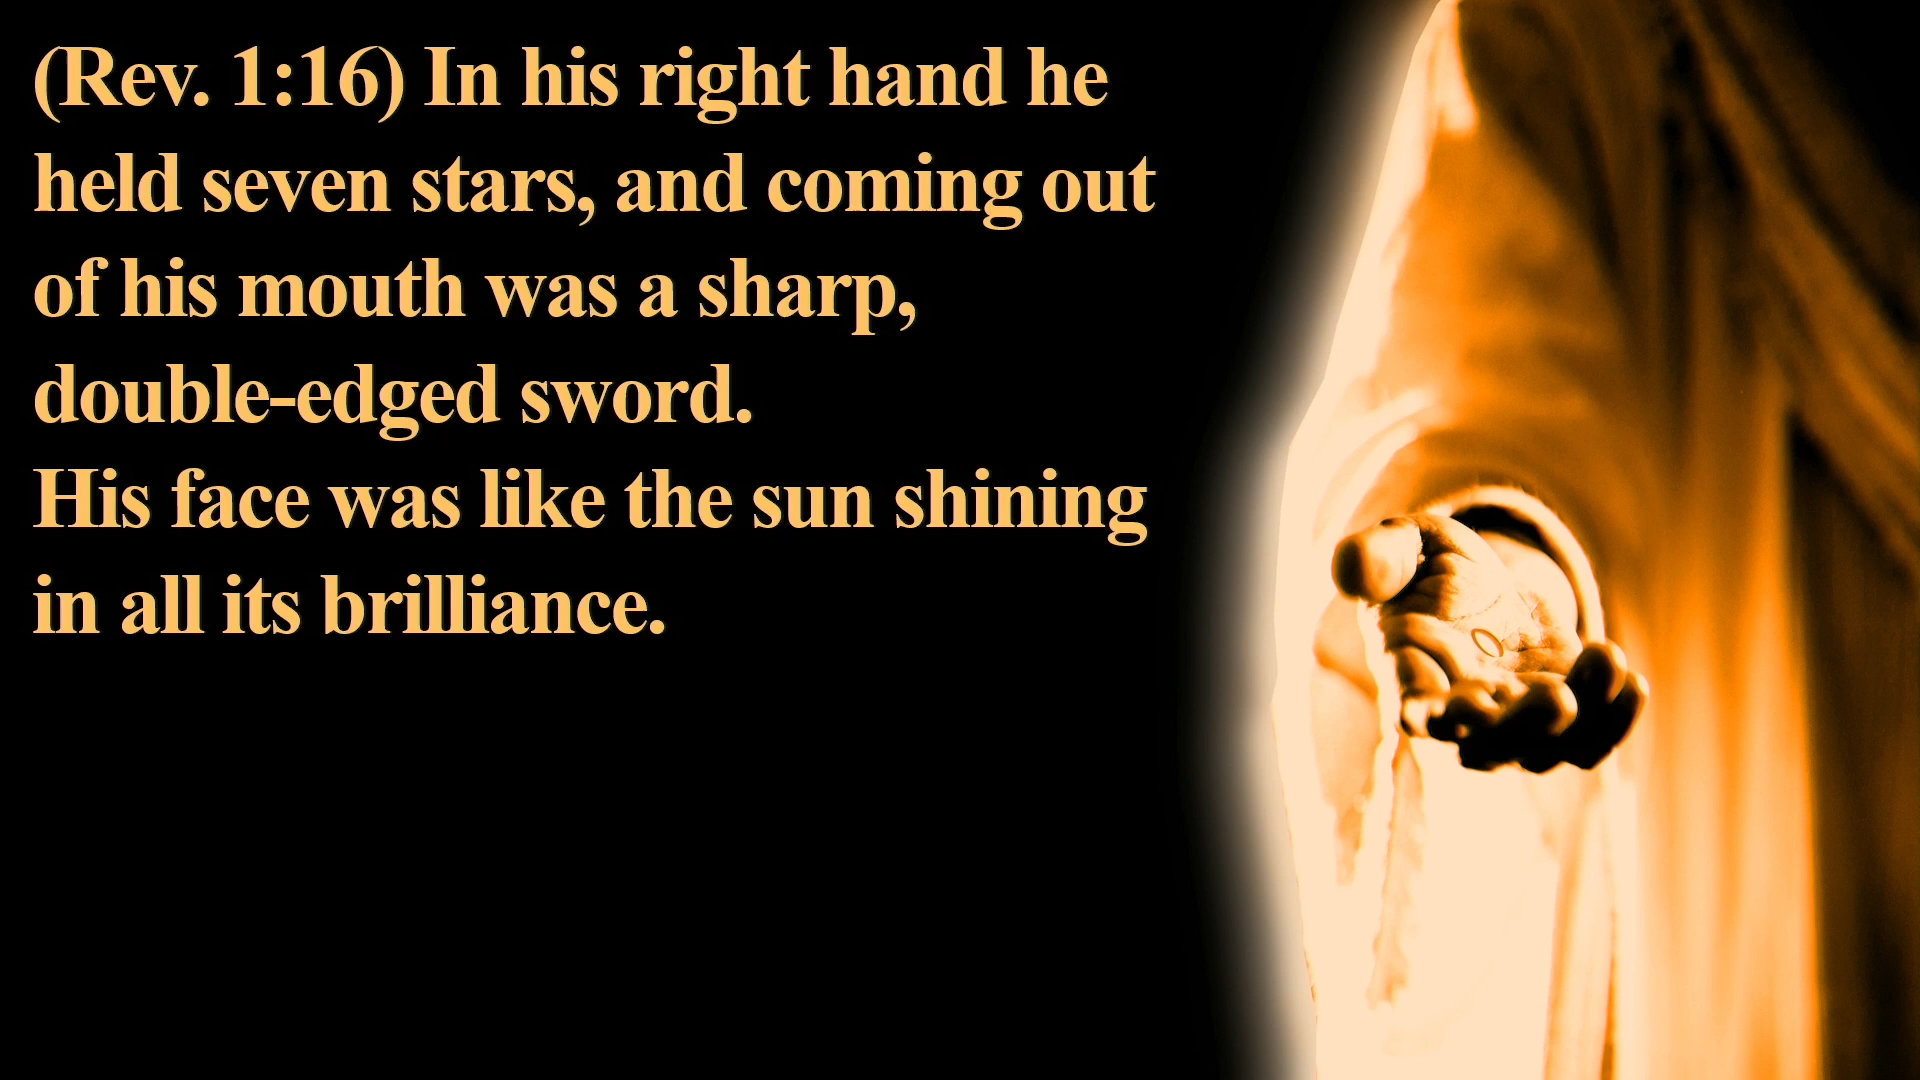 (Rev. 1:16) In his right hand he
held seven stars, and coming out
of his mouth was a sharp,
double-edged sword.
His face was like the sun shining
in all its brilliance.